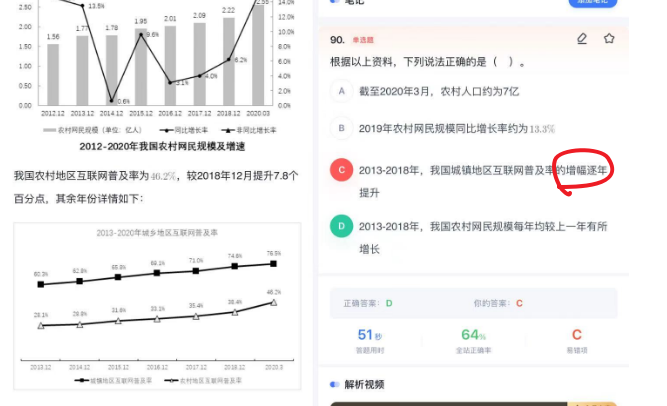 2.50
2.00
1.50
1.00
0.50
0.00
1.56
1.77
1.78
1.95
2.01
2.09
2.22
2.55
13.5%
0.6%
9.6%
3.1%
4.0%
6.2%
14.0%
12.0%
10.0%
8.0%
6.0%
4.0%
2.0%
0.0%
2012.12 2013.12 2014.12 2015.12 2016.12 2017.12 2018.12 2020.03
农村网民规模（单位：亿人） 同比增长率 非同比增长率
2012-2020年我国农村网民规模及增速
我国农村地区互联网普及率为46.2%，较2018年12月提升7.8个
百分点，其余年份详情如下：
2013-2020年城乡地区互联网普及率
60.3% 62.8% 65.8% 69.1% 71.0% 74.6% 76.5%
28.1% 28.8% 31.6% 33.1% 35.4% 38.4% 46.2%
2013.12 2014.12 2015.12 2016.12 2017.12 2018.12 2020.3
城镇地区互联网普及率 农村地区互联网普及率
笔记
90. 单选题
根据以上资料，下列说法正确的是（ ）。
A 截至2020年3月，农村人口约为7亿
B 2019年农村网民规模同比增长率约为13.3%
C 2013-2018年，我国城镇地区互联网普及率的增幅逐年
提升
D 2013-2018年，我国农村网民规模每年均较上一年有所
增长
正确答案：D 你的答案：C
51秒 64% C
答题用时 全站正确率 易错项
解析视频